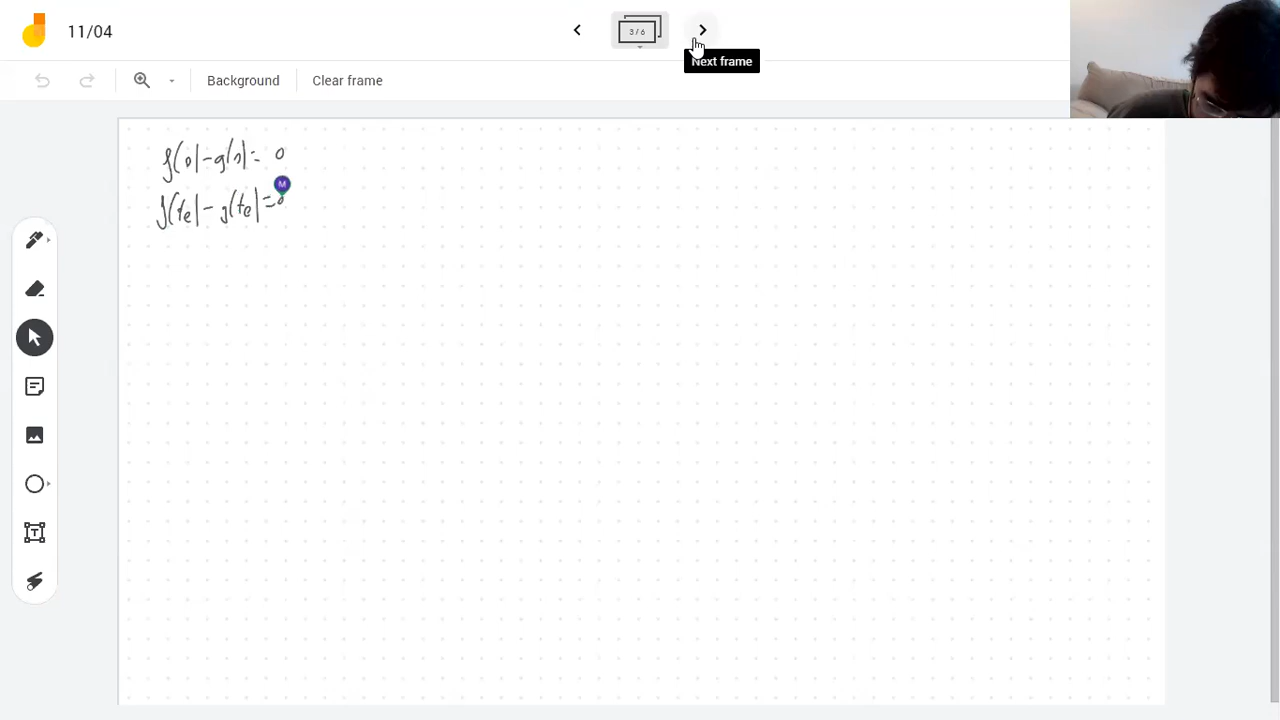 11/04
3 / 6
Next frame
Background
Clear frame
f(0)-g(0)= 0
M
f(te)-g(te)=0
T